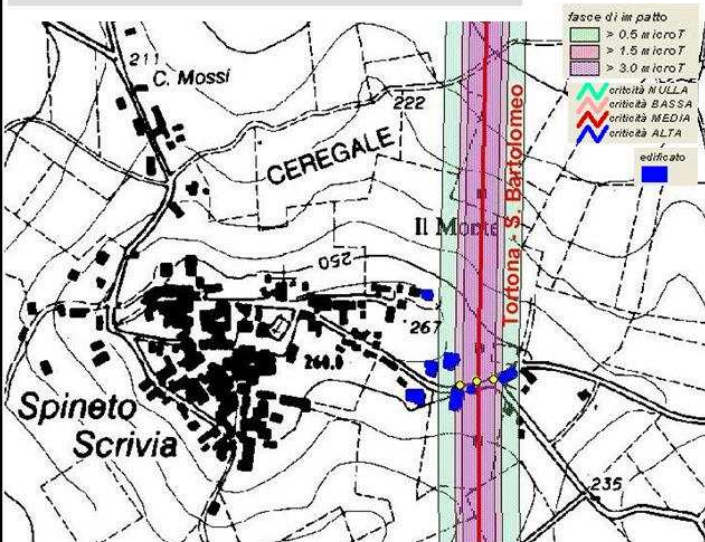 fasce di impatto
> 0.5 microT
> 1.5 microT
> 3.0 microT
criticità NULLA
criticità BASSA
criticità MEDIA
criticità ALTA
edificato
211
C. Mossi
222
CEREGALE
Tortona - S. Bartolomeo
Il Monte
250
267
260.0
Spineto
Scrivia
235